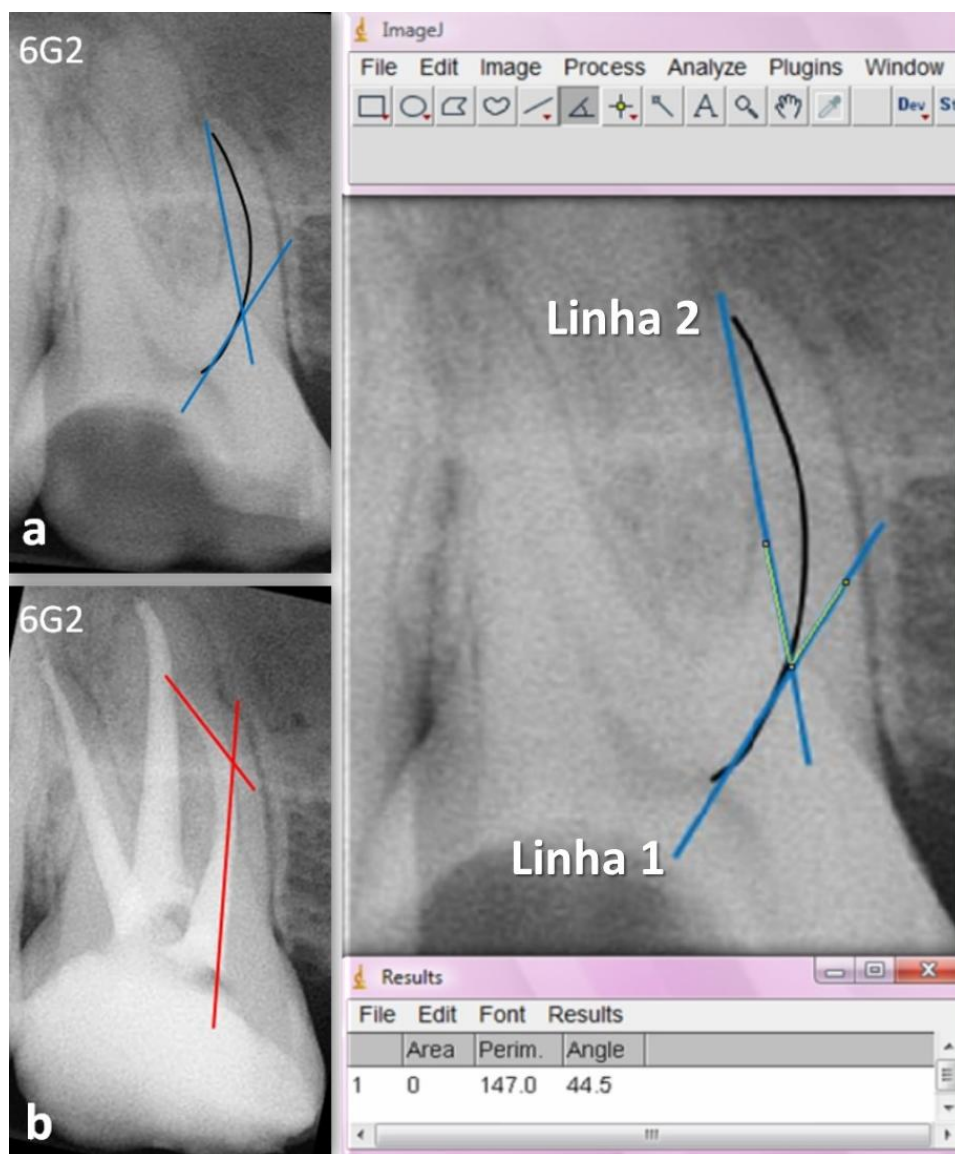 6G2
a
6G2
b
ImageJ
File Edit Image Process Analyze Plugins Window
A Dev St
Linha 2
Linha 1
Results
File Edit Font Results
Area Perim. Angle
1 0 147.0 44.5